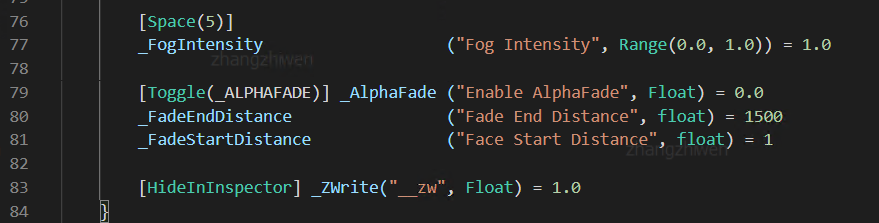 76 [Space(5)]
77 _FogIntensity ("Fog Intensity", Range(0.0, 1.0)) = 1.0
zhangzhiwen
78
79 [Toggle(_ALPHAFADE)] _AlphaFade ("Enable AlphaFade", Float) = 0.0
80 _FadeEndDistance ("Fade End Distance", float) = 1500
81 _FadeStartDistance ("Face Start Distance", float) = 1
zhangzhiwen
82
83 [HideInInspector] _ZWrite("__zw", Float) = 1.0
84 }